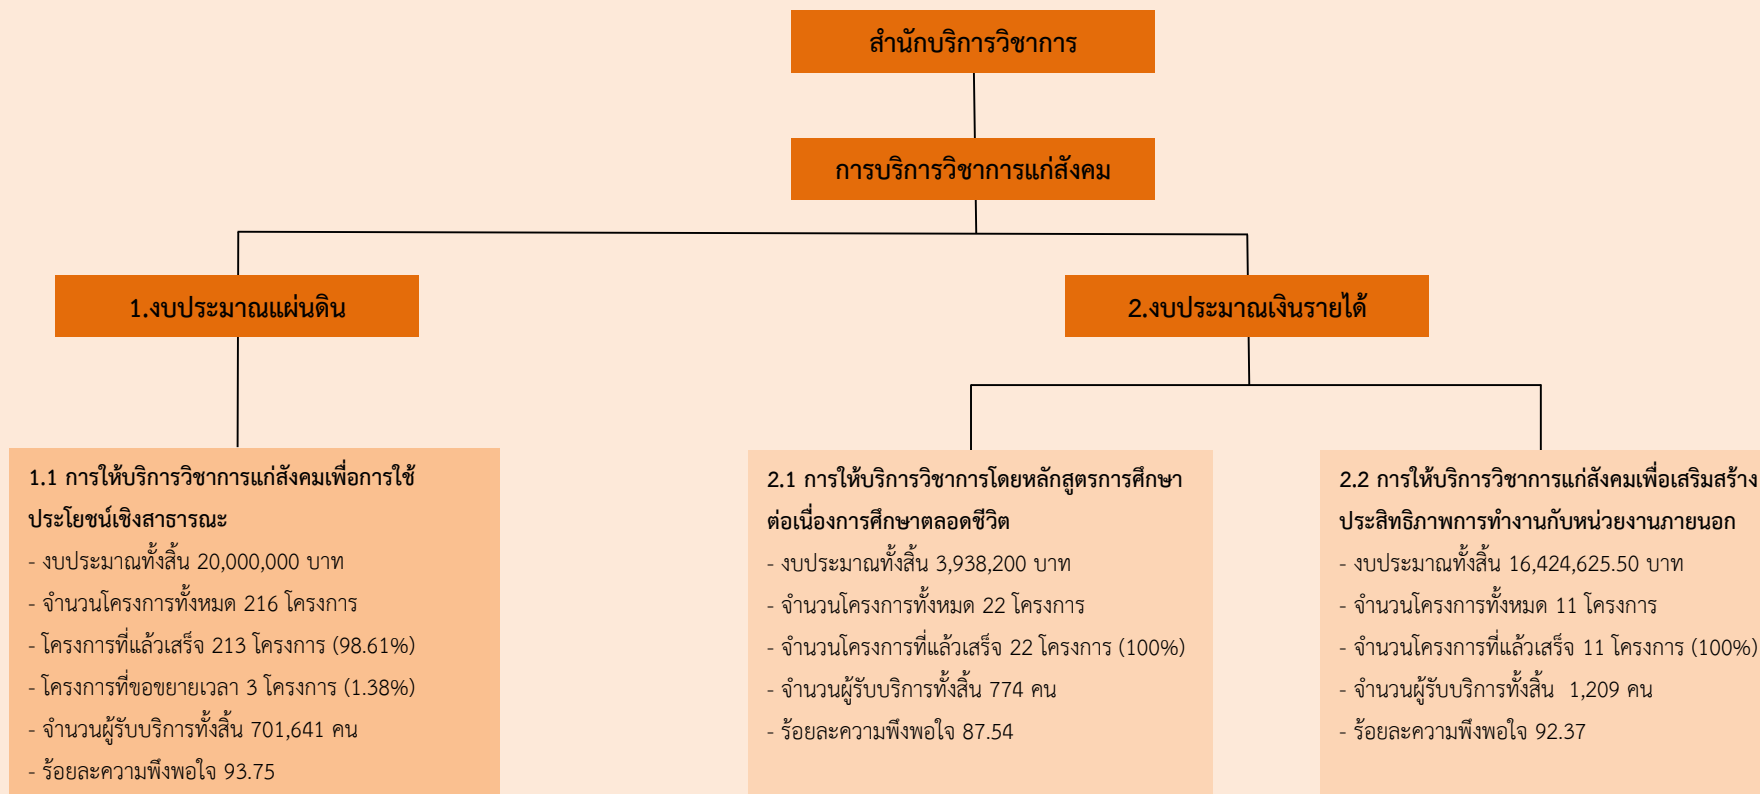 สำนักบริการวิชาการ
การบริการวิชาการแก่สังคม
1.งบประมาณแผ่นดิน
2.งบประมาณเงินรายได้
1.1 การให้บริการวิชาการแก่สังคมเพื่อการใช้
ประโยชน์เชิงสาธารณะ
- งบประมาณทั้งสิ้น 20,000,000 บาท
- จำนวนโครงการทั้งหมด 216 โครงการ
- โครงการที่แล้วเสร็จ 213 โครงการ (98.61%)
- โครงการที่ขอขยายเวลา 3 โครงการ (1.38%)
- จำนวนผู้รับบริการทั้งสิ้น 701,641 คน
- ร้อยละความพึงพอใจ 93.75
2.1 การให้บริการวิชาการโดยหลักสูตรการศึกษา
ต่อเนื่องการศึกษาตลอดชีวิต
- งบประมาณทั้งสิ้น 3,938,200 บาท
- จำนวนโครงการทั้งหมด 22 โครงการ
- จำนวนโครงการที่แล้วเสร็จ 22 โครงการ (100%)
- จำนวนผู้รับบริการทั้งสิ้น 774 คน
- ร้อยละความพึงพอใจ 87.54
2.2 การให้บริการวิชาการแก่สังคมเพื่อเสริมสร้าง
ประสิทธิภาพการทำงานกับหน่วยงานภายนอก
- งบประมาณทั้งสิ้น 16,424,625.50 บาท
- จำนวนโครงการทั้งหมด 11 โครงการ
- จำนวนโครงการที่แล้วเสร็จ 11 โครงการ (100%)
- จำนวนผู้รับบริการทั้งสิ้น 1,209 คน
- ร้อยละความพึงพอใจ 92.37